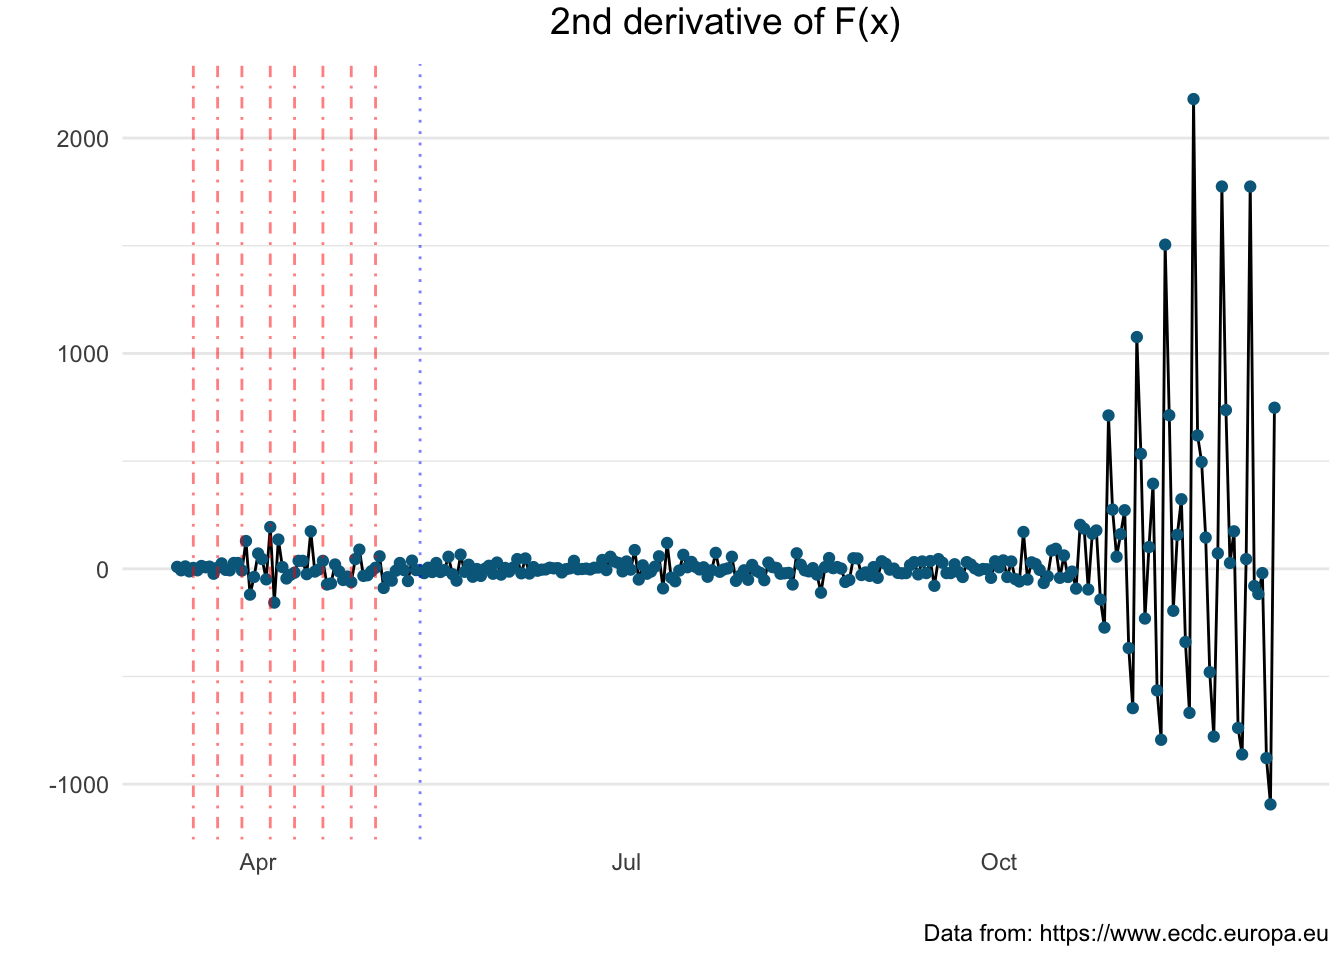 2nd derivative of F(x)
2000
1000
0
-1000
Apr Jul Oct
Data from: https://www.ecdc.europa.eu